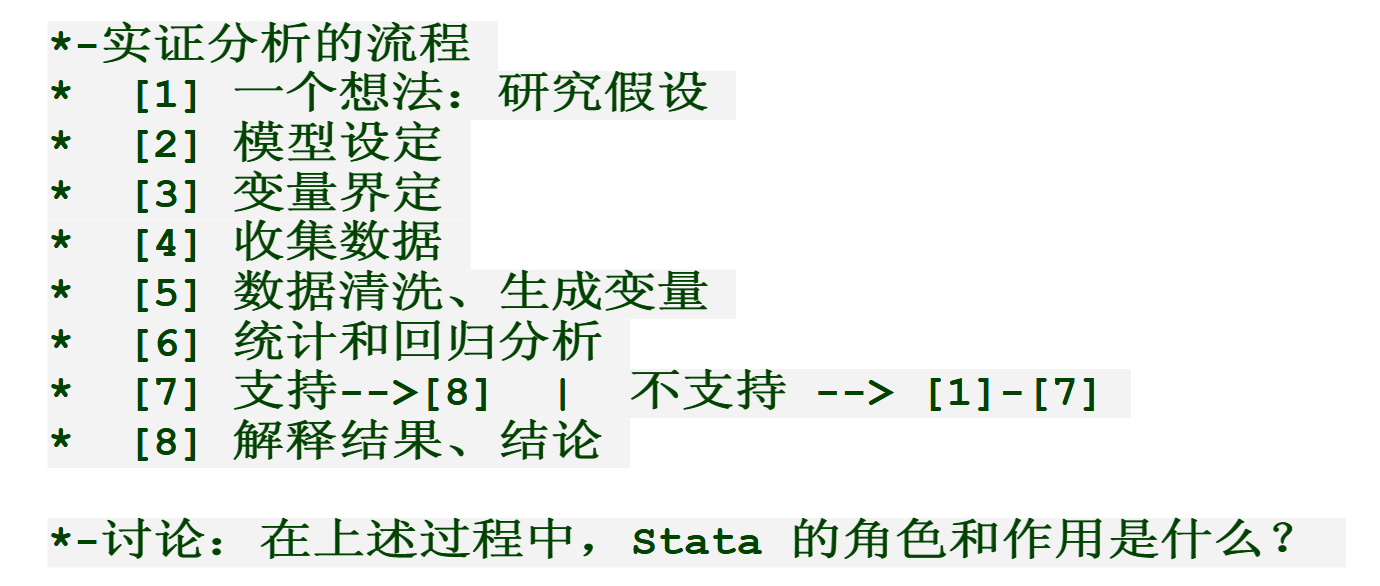 *-实证分析的流程
*  [1] 一个想法：研究假设
*  [2] 模型设定
*  [3] 变量界定
*  [4] 收集数据
*  [5] 数据清洗、生成变量
*  [6] 统计和回归分析
*  [7] 支持-->[8]  |  不支持 --> [1]-[7]
*  [8] 解释结果、结论
*-讨论：在上述过程中，Stata 的角色和作用是什么？